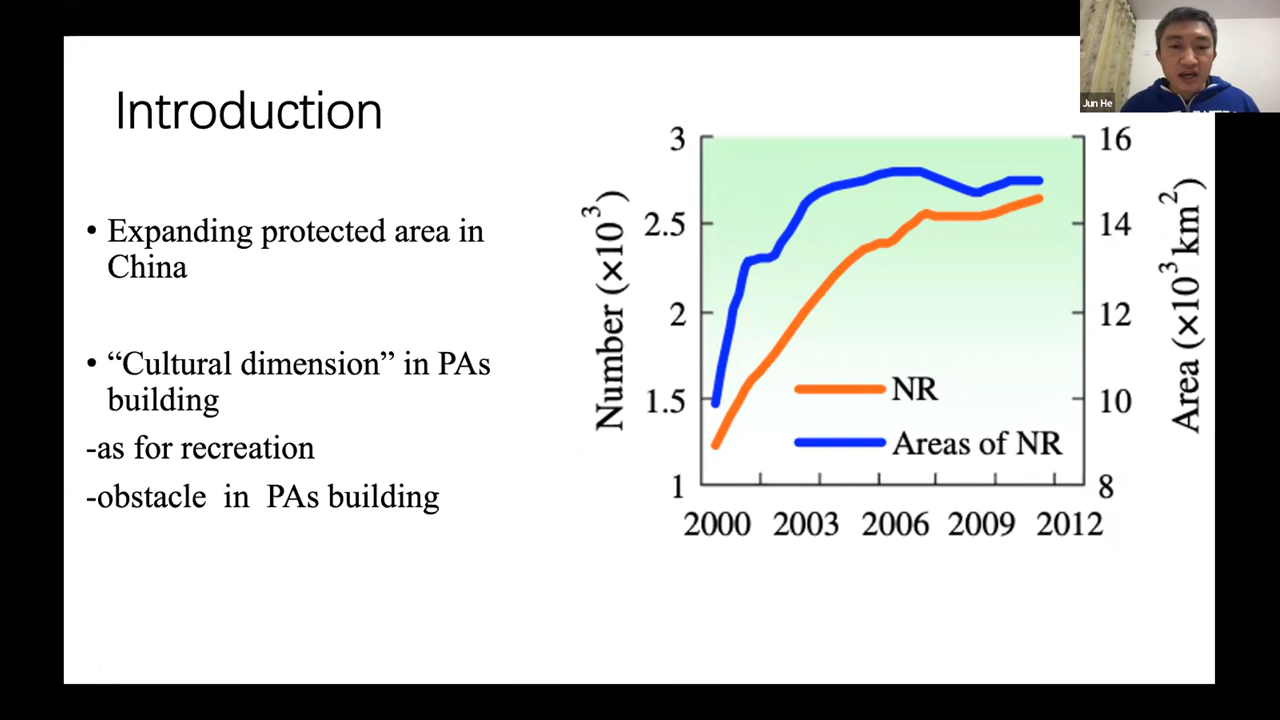 Introduction
• Expanding protected area in
China
• “Cultural dimension” in PAs
building
-as for recreation
-obstacle in PAs building
Jun He
3
2.5
2
1.5
1
Number (×10³)
16
14
12
10
8
Area (×10³ km²)
NR
Areas of NR
2000 2003 2006 2009 2012